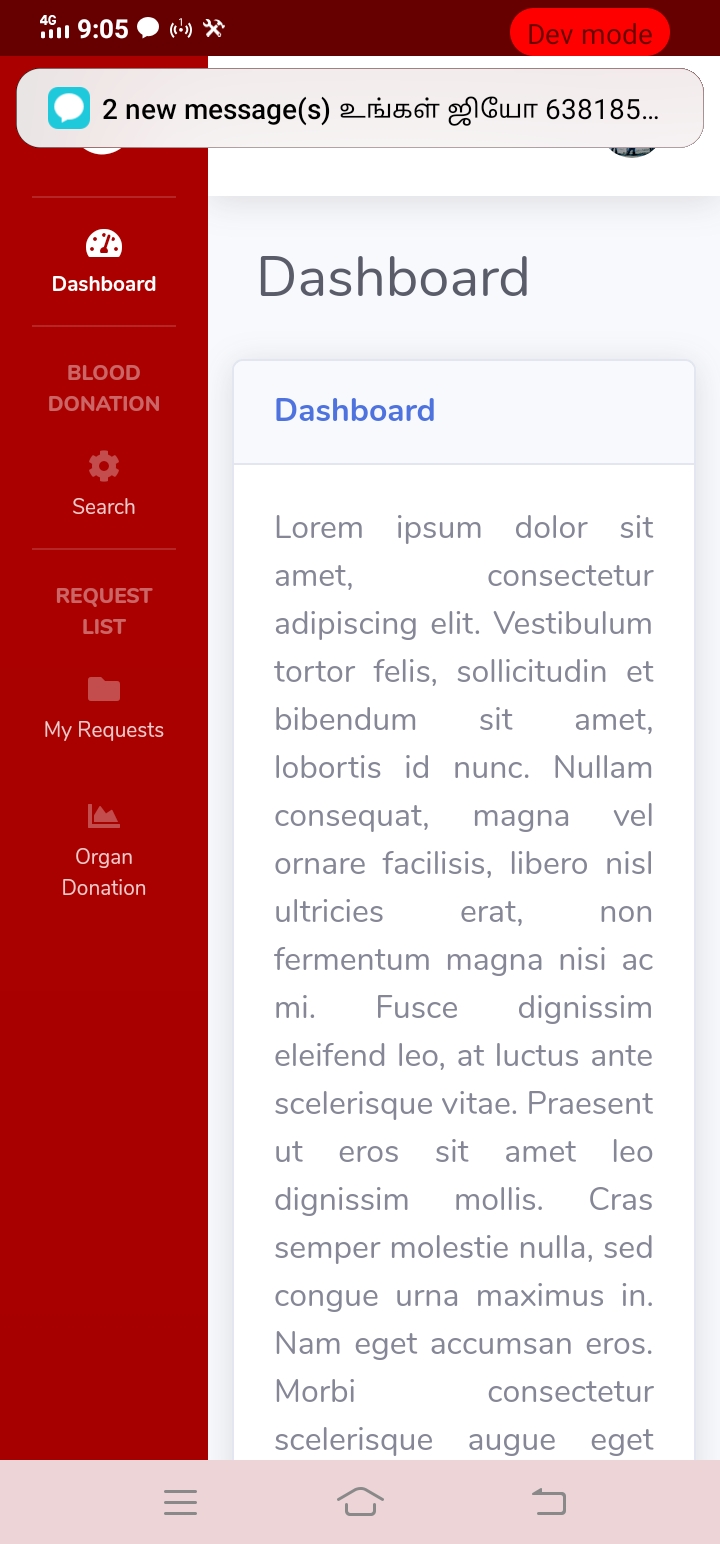 4G 9:05
Dev mode
2 new message(s) உங்கள் ஜியோ 638185...
Dashboard
BLOOD
DONATION
Search
REQUEST
LIST
My Requests
Organ
Donation
Dashboard
Dashboard
Lorem ipsum dolor sit
amet, consectetur
adipiscing elit. Vestibulum
tortor felis, sollicitudin et
bibendum sit amet,
lobortis id nunc. Nullam
consequat, magna vel
ornare facilisis, libero nisl
ultricies erat, non
fermentum magna nisi ac
mi. Fusce dignissim
eleifend leo, at luctus ante
scelerisque vitae. Praesent
ut eros sit amet leo
dignissim mollis. Cras
semper molestie nulla, sed
congue urna maximus in.
Nam eget accumsan eros.
Morbi consectetur
scelerisque augue eget